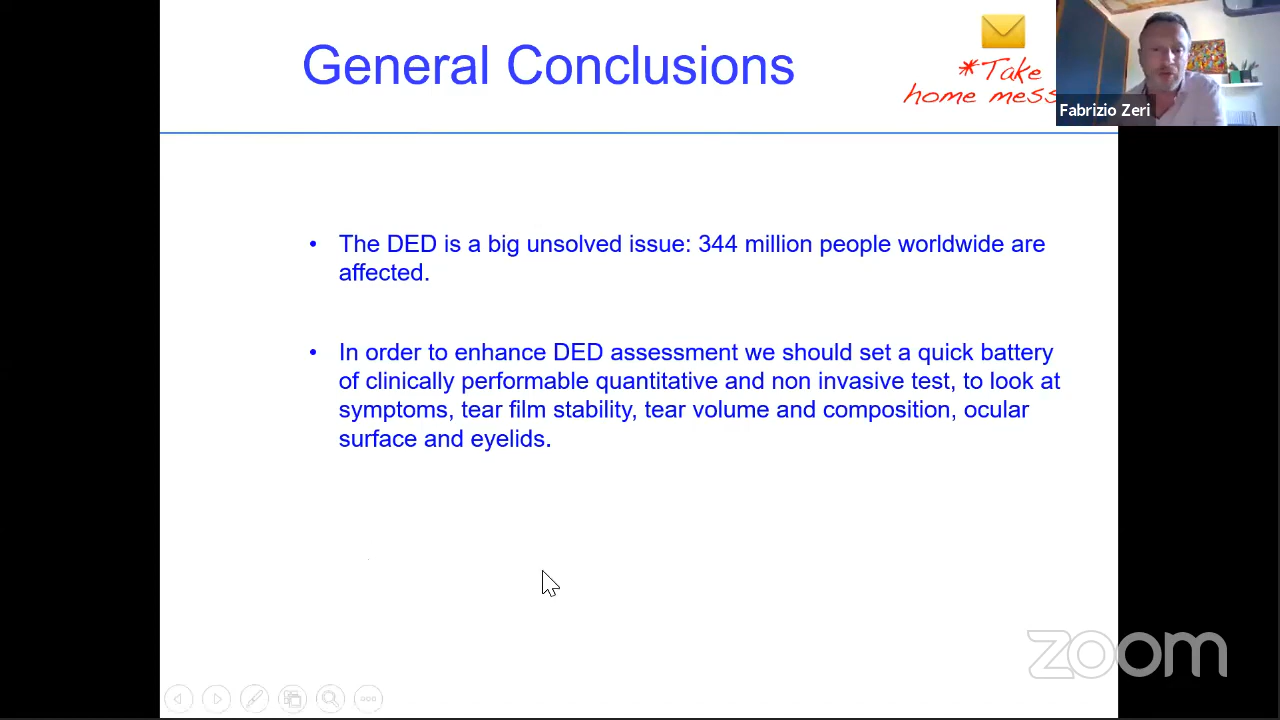 General Conclusions
*Take
home mess
Fabrizio Zeri
• The DED is a big unsolved issue: 344 million people worldwide are
affected.
• In order to enhance DED assessment we should set a quick battery
of clinically performable quantitative and non invasive test, to look at
symptoms, tear film stability, tear volume and composition, ocular
surface and eyelids.
zoom